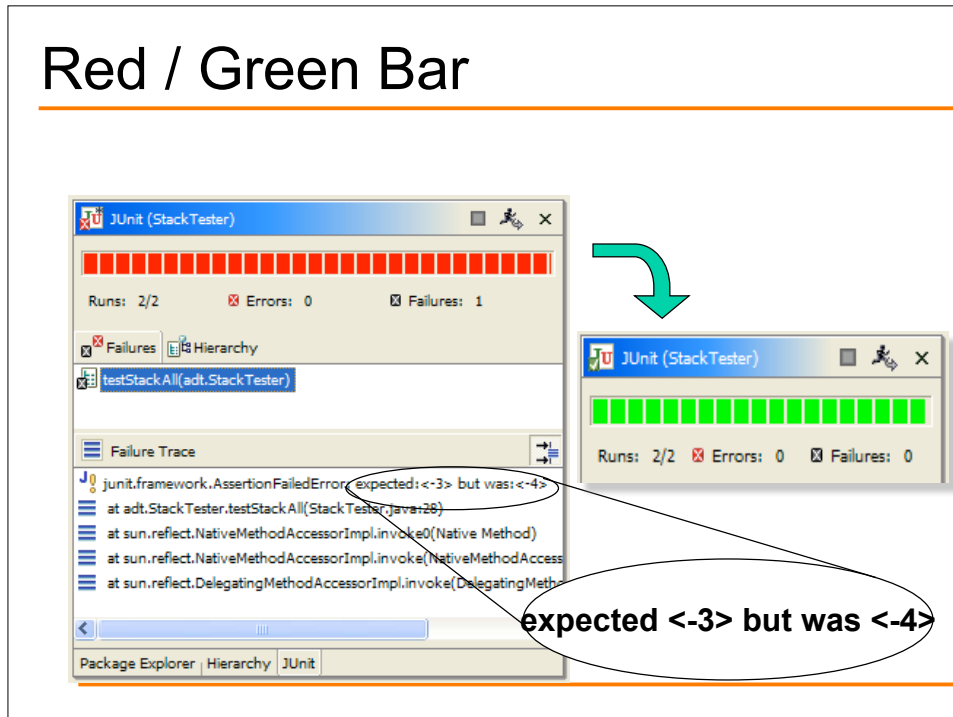 Red / Green Bar
JUnit (StackTester)
Runs: 2/2 Errors: 0 Failures: 1
Failures Hierarchy
testStackAll(adt.StackTester)
Failure Trace
junit.framework.AssertionFailedError: expected:<-3> but was:<-4>
at adt.StackTester.testStackAll(StackTester.java:28)
at sun.reflect.NativeMethodAccessorImpl.invoke0(Native Method)
at sun.reflect.NativeMethodAccessorImpl.invoke(NativeMethodAccess
at sun.reflect.DelegatingMethodAccessorImpl.invoke(DelegatingMetho
Package Explorer Hierarchy JUnit
JUnit (StackTester)
Runs: 2/2 Errors: 0 Failures: 0
expected <-3> but was <-4>